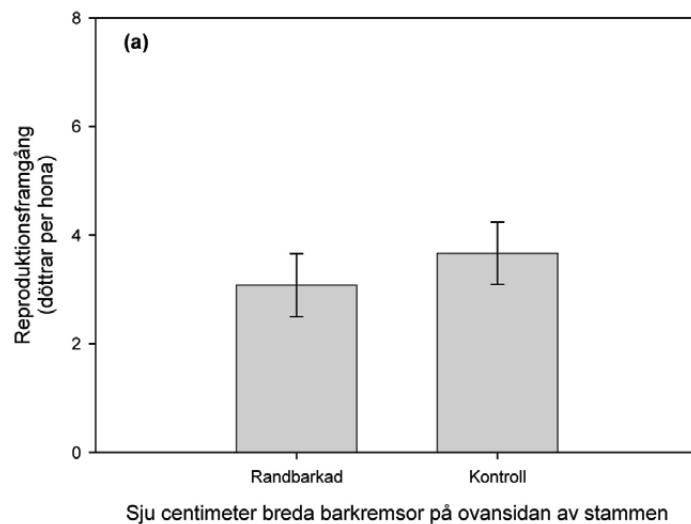 (a)
Reproduktionsframgång
(döttrar per hona)
8
6
4
2
0
Randbarkad
Kontroll
Sju centimeter breda barkremsor på ovansidan av stammen